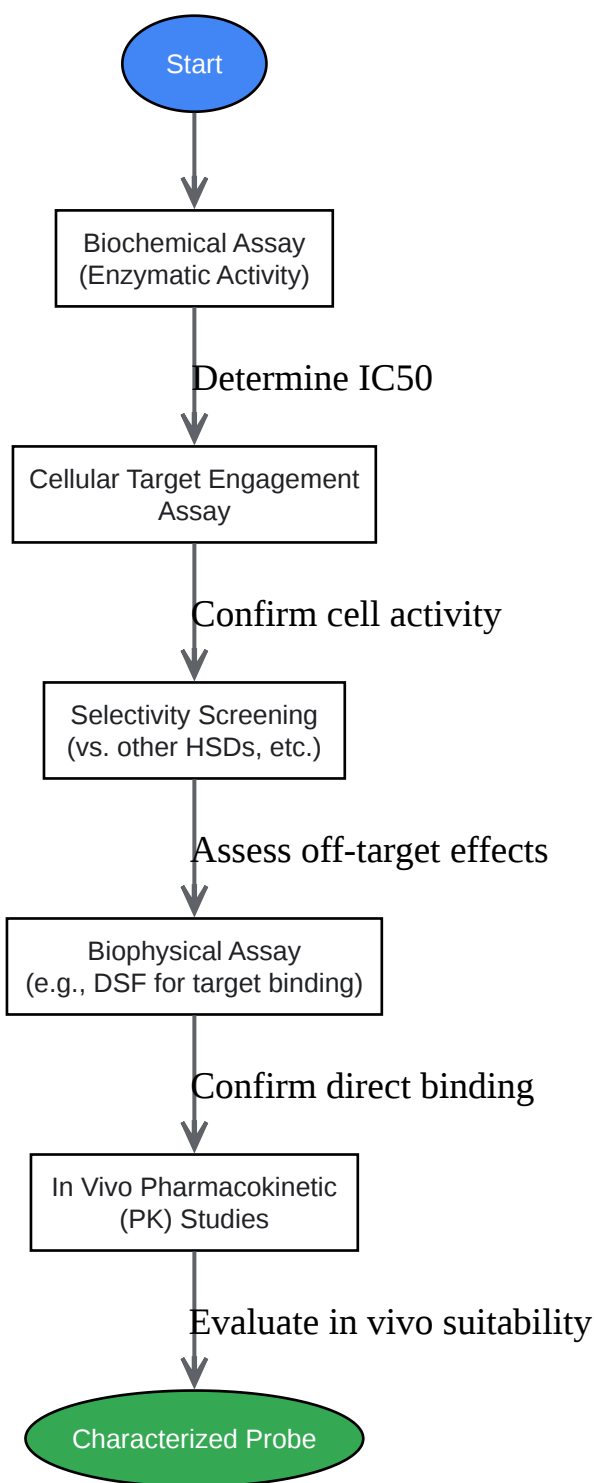 Start
Biochemical Assay
(Enzymatic Activity)
Determine IC50
Cellular Target Engagement
Assay
Confirm cell activity
Selectivity Screening
(vs. other HSDs, etc.)
Assess off-target effects
Biophysical Assay
(e.g., DSF for target binding)
Confirm direct binding
In Vivo Pharmacokinetic
(PK) Studies
Evaluate in vivo suitability
Characterized Probe